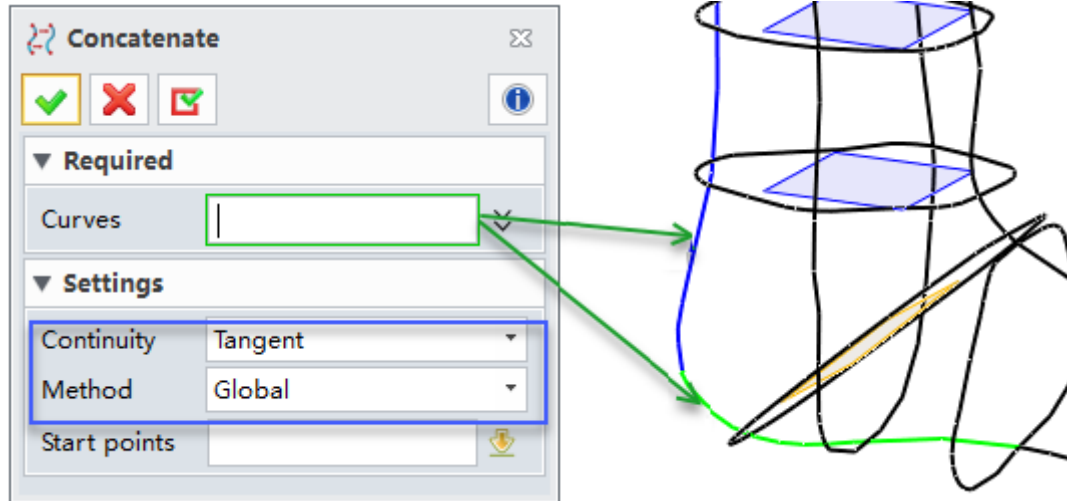 Concatenate
Required
Curves
Settings
Continuity Tangent
Method Global
Start points